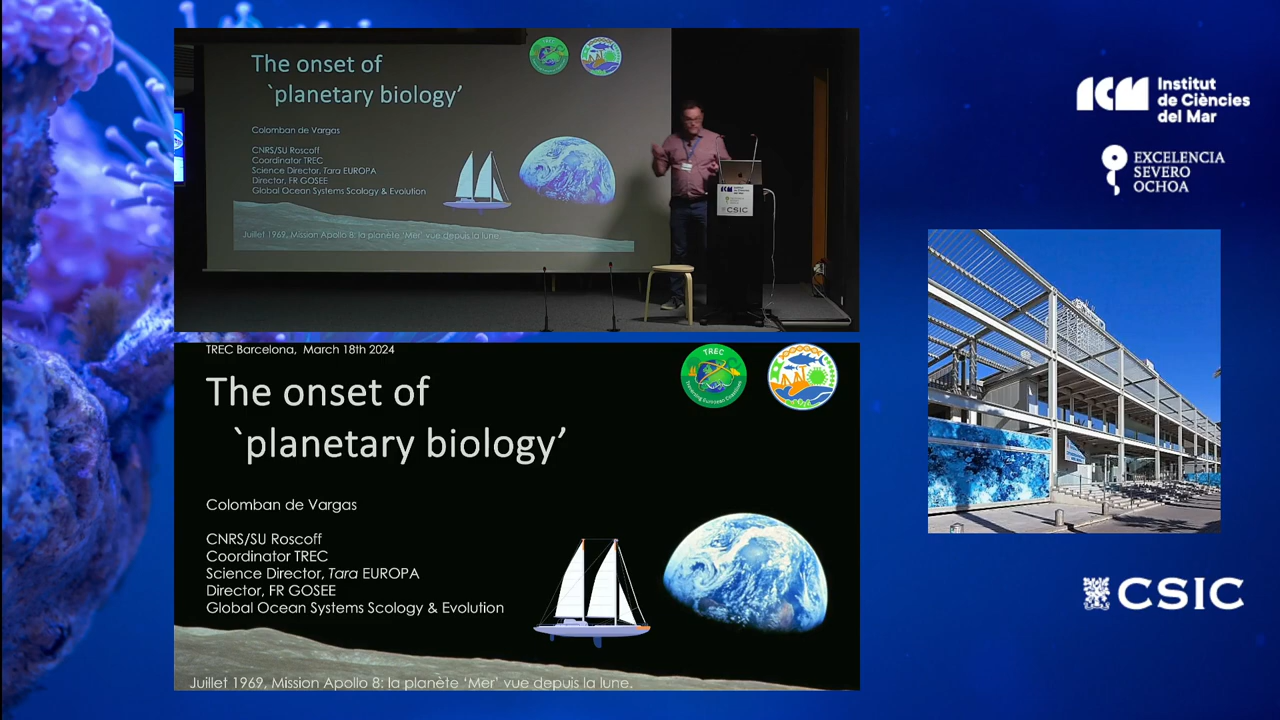 The onset of
`planetary biology’
Colomban de Vargas
CNRS/SU Roscoff
Coordinator TREC
Science Director, Tara EUROPA
Director, FR GOSEE
Global Ocean Systems Scology & Evolution
Juillet 1969, Mission Apollo 8: la planète ‘Mer’ vue depuis la lune.
ICM
CSIC
TREC Barcelona, March 18th 2024
TREC
The onset of
`planetary biology’
Colomban de Vargas
CNRS/SU Roscoff
Coordinator TREC
Science Director, Tara EUROPA
Director, FR GOSEE
Global Ocean Systems Scology & Evolution
Juillet 1969, Mission Apollo 8: la planète ‘Mer’ vue depuis la lune.
ICM
Institut
de Ciències
del Mar
EXCELENCIA
SEVERO
OCHOA
CSIC